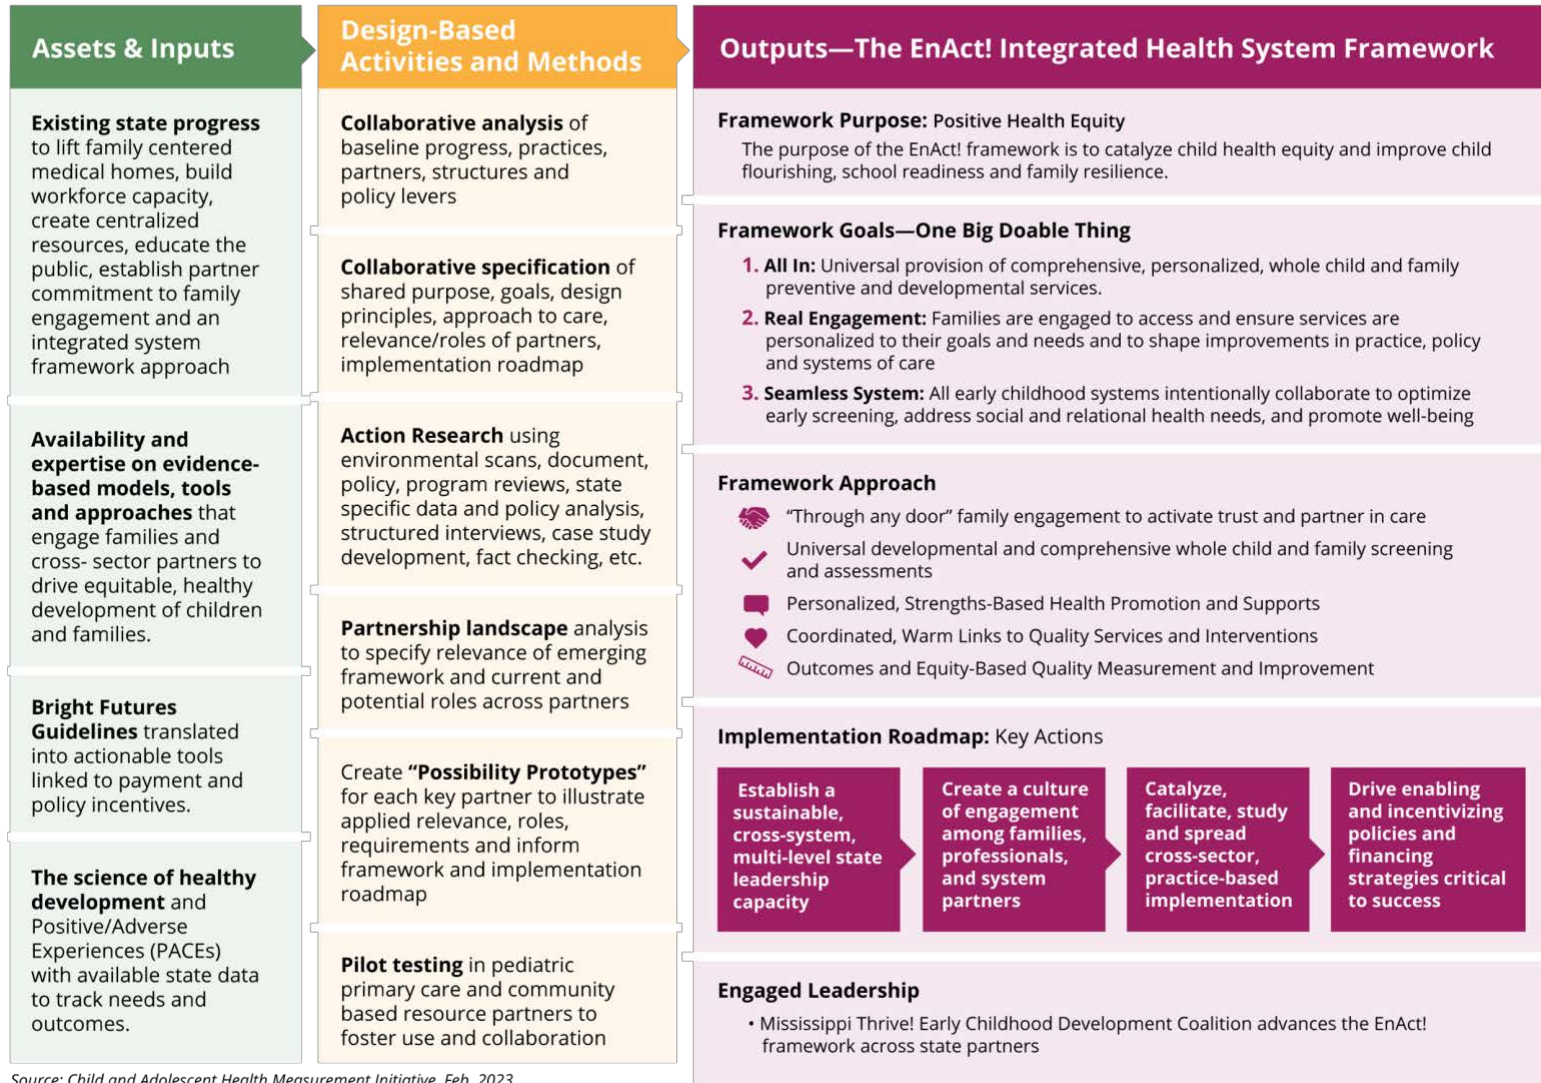 Assets & Inputs
Existing state progress
to lift family centered
medical homes, build
workforce capacity,
create centralized
resources, educate the
public, establish partner
commitment to family
engagement and an
integrated system
framework approach
Availability and
expertise on evidence-
based models, tools
and approaches that
engage families and
cross- sector partners to
drive equitable, healthy
development of children
and families.
Bright Futures
Guidelines translated
into actionable tools
linked to payment and
policy incentives.
The science of healthy
development and
Positive/Adverse
Experiences (PACEs)
with available state data
to track needs and
outcomes.
Design-Based
Activities and Methods
Collaborative analysis of
baseline progress, practices,
partners, structures and
policy levers
Collaborative specification of
shared purpose, goals, design
principles, approach to care,
relevance/roles of partners,
implementation roadmap
Action Research using
environmental scans, document,
policy, program reviews, state
specific data and policy analysis,
structured interviews, case study
development, fact checking, etc.
Partnership landscape analysis
to specify relevance of emerging
framework and current and
potential roles across partners
Create “Possibility Prototypes”
for each key partner to illustrate
applied relevance, roles,
requirements and inform
framework and implementation
roadmap
Pilot testing in pediatric
primary care and community
based resource partners to
foster use and collaboration
Outputs—The EnAct! Integrated Health System Framework
Framework Purpose: Positive Health Equity
The purpose of the EnAct! framework is to catalyze child health equity and improve child
flourishing, school readiness and family resilience.
Framework Goals—One Big Doable Thing
1. All In: Universal provision of comprehensive, personalized, whole child and family
preventive and developmental services.
2. Real Engagement: Families are engaged to access and ensure services are
personalized to their goals and needs and to shape improvements in practice, policy
and systems of care
3. Seamless System: All early childhood systems intentionally collaborate to optimize
early screening, address social and relational health needs, and promote well-being
Framework Approach
“Through any door” family engagement to activate trust and partner in care
Universal developmental and comprehensive whole child and family screening
and assessments
Personalized, Strengths-Based Health Promotion and Supports
Coordinated, Warm Links to Quality Services and Interventions
Outcomes and Equity-Based Quality Measurement and Improvement
Implementation Roadmap: Key Actions
Establish a
sustainable,
cross-system,
multi-level state
leadership
capacity
Create a culture
of engagement
among families,
professionals,
and system
partners
Catalyze,
facilitate, study
and spread
cross-sector,
practice-based
implementation
Drive enabling
and incentivizing
policies and
financing
strategies critical
to success
Engaged Leadership
• Mississippi Thrive! Early Childhood Development Coalition advances the EnAct!
framework across state partners
Source: Child and Adolescent Health Measurement Initiative, Feb. 2023